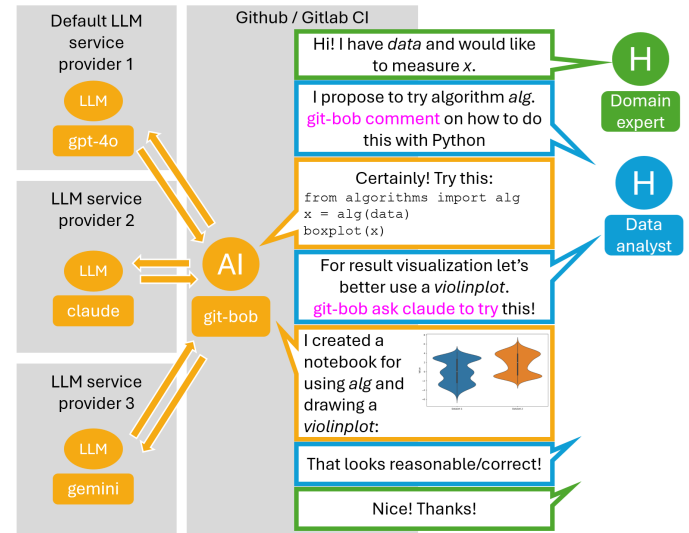 Default LLM
service
provider 1
LLM
gpt-4o
LLM service
provider 2
LLM
claude
LLM service
provider 3
LLM
gemini
Github / Gitlab CI
AI
git-bob
Hi! I have data and would like
to measure x.
I propose to try algorithm alg.
git-bob comment on how to do
this with Python
Certainly! Try this:
from algorithms import alg
x = alg(data)
boxplot(x)
For result visualization let's
better use a violinplot.
git-bob ask claude to try this!
I created a
notebook for
using alg and
drawing a
violinplot:
That looks reasonable/correct!
Nice! Thanks!
H
Domain
expert
H
Data
analyst